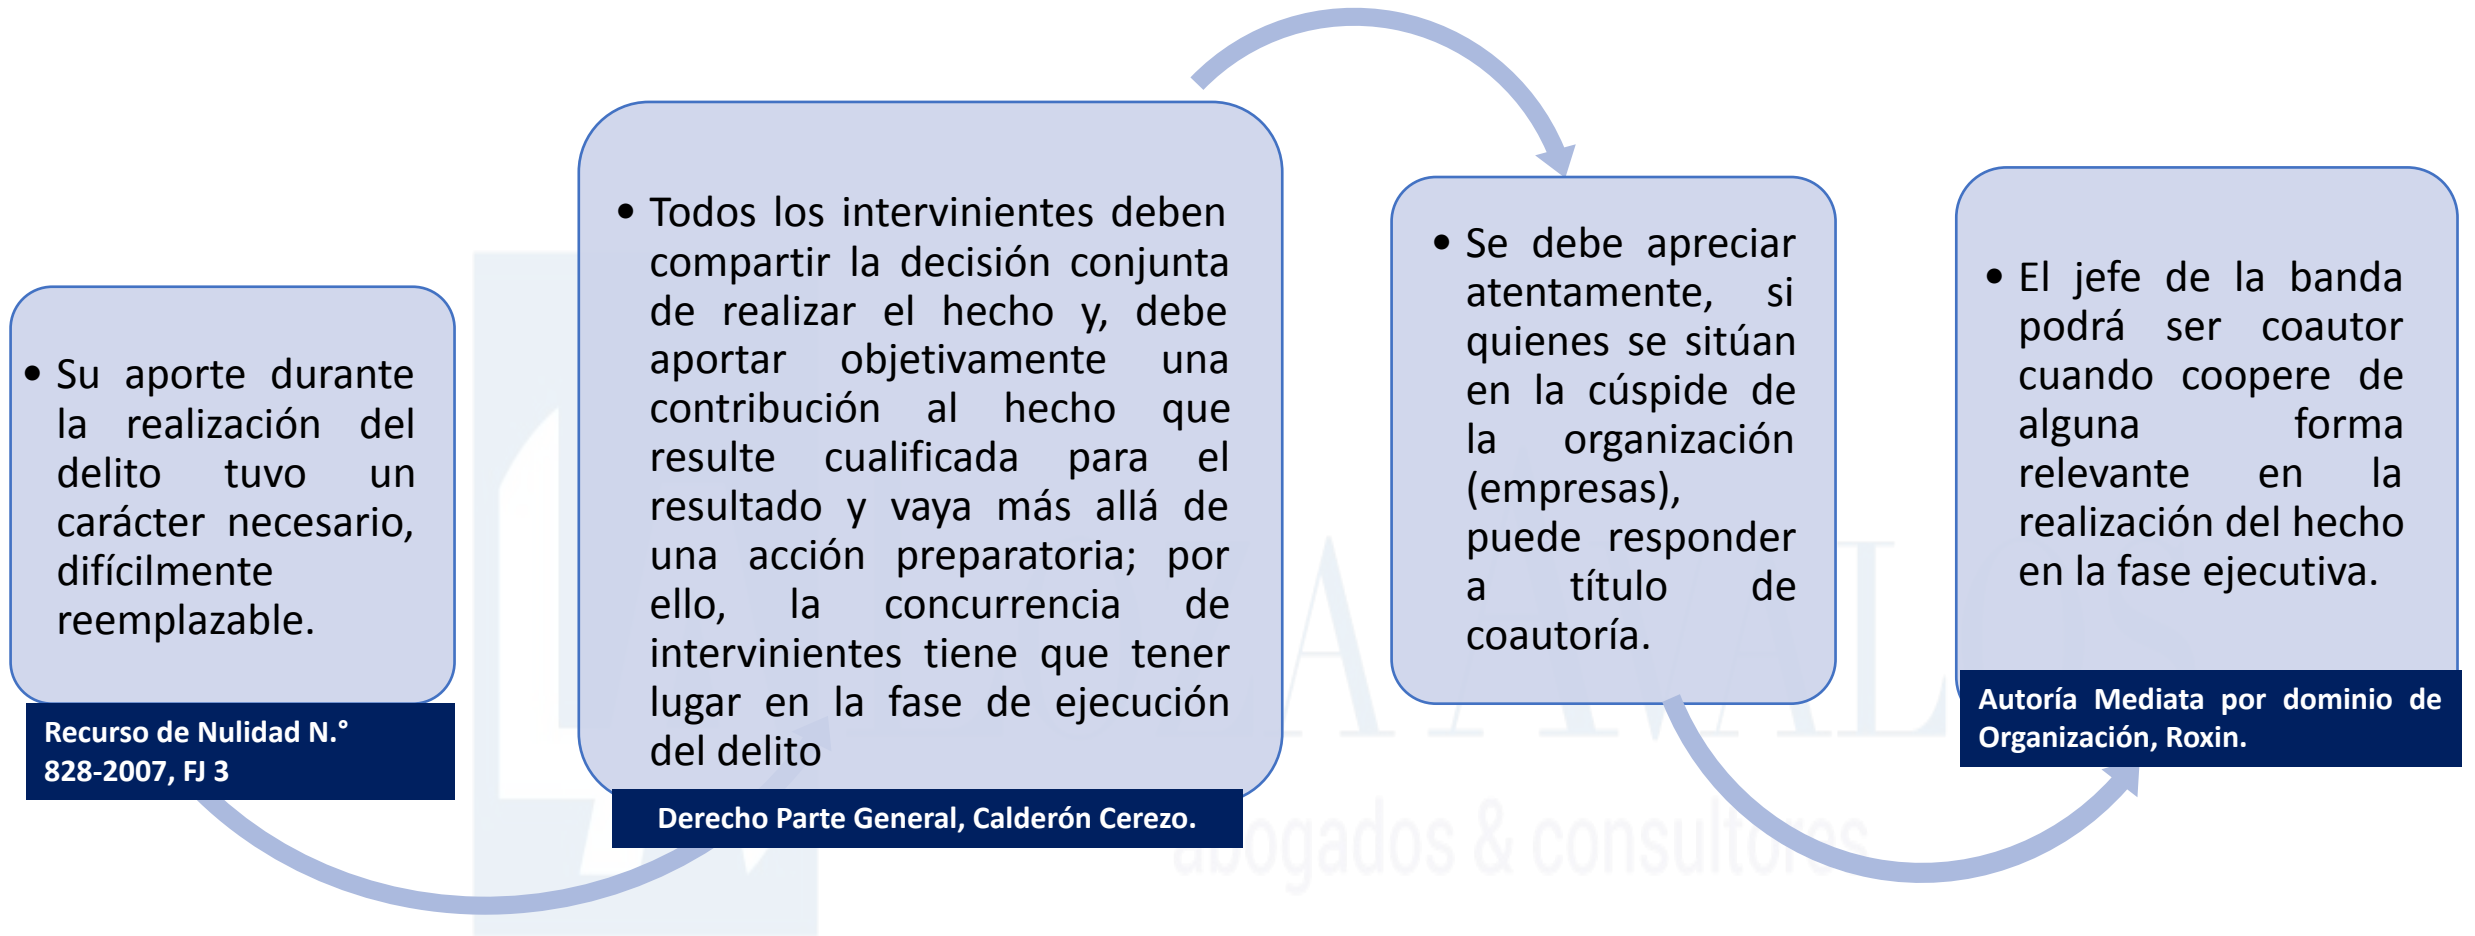 • Su aporte durante
la realización del
delito tuvo un
carácter necesario,
difícilmente
reemplazable.
Recurso de Nulidad N.°
828-2007, FJ 3
• Todos los intervinientes deben
compartir la decisión conjunta
de realizar el hecho y, debe
aportar objetivamente una
contribución al hecho que
resulte cualificada para el
resultado y vaya más allá de
una acción preparatoria; por
ello, la concurrencia de
intervinientes tiene que tener
lugar en la fase de ejecución
del delito
Derecho Parte General, Calderón Cerezo.
• Se debe apreciar
atentamente, si
quienes se sitúan
en la cúspide de
la organización
(empresas),
puede responder
a título de
coautoría.
• El jefe de la banda
podrá ser coautor
cuando coopere de
alguna forma
relevante en la
realización del hecho
en la fase ejecutiva.
Autoría Mediata por dominio de
Organización, Roxin.
AVALOS
abogados & consultores